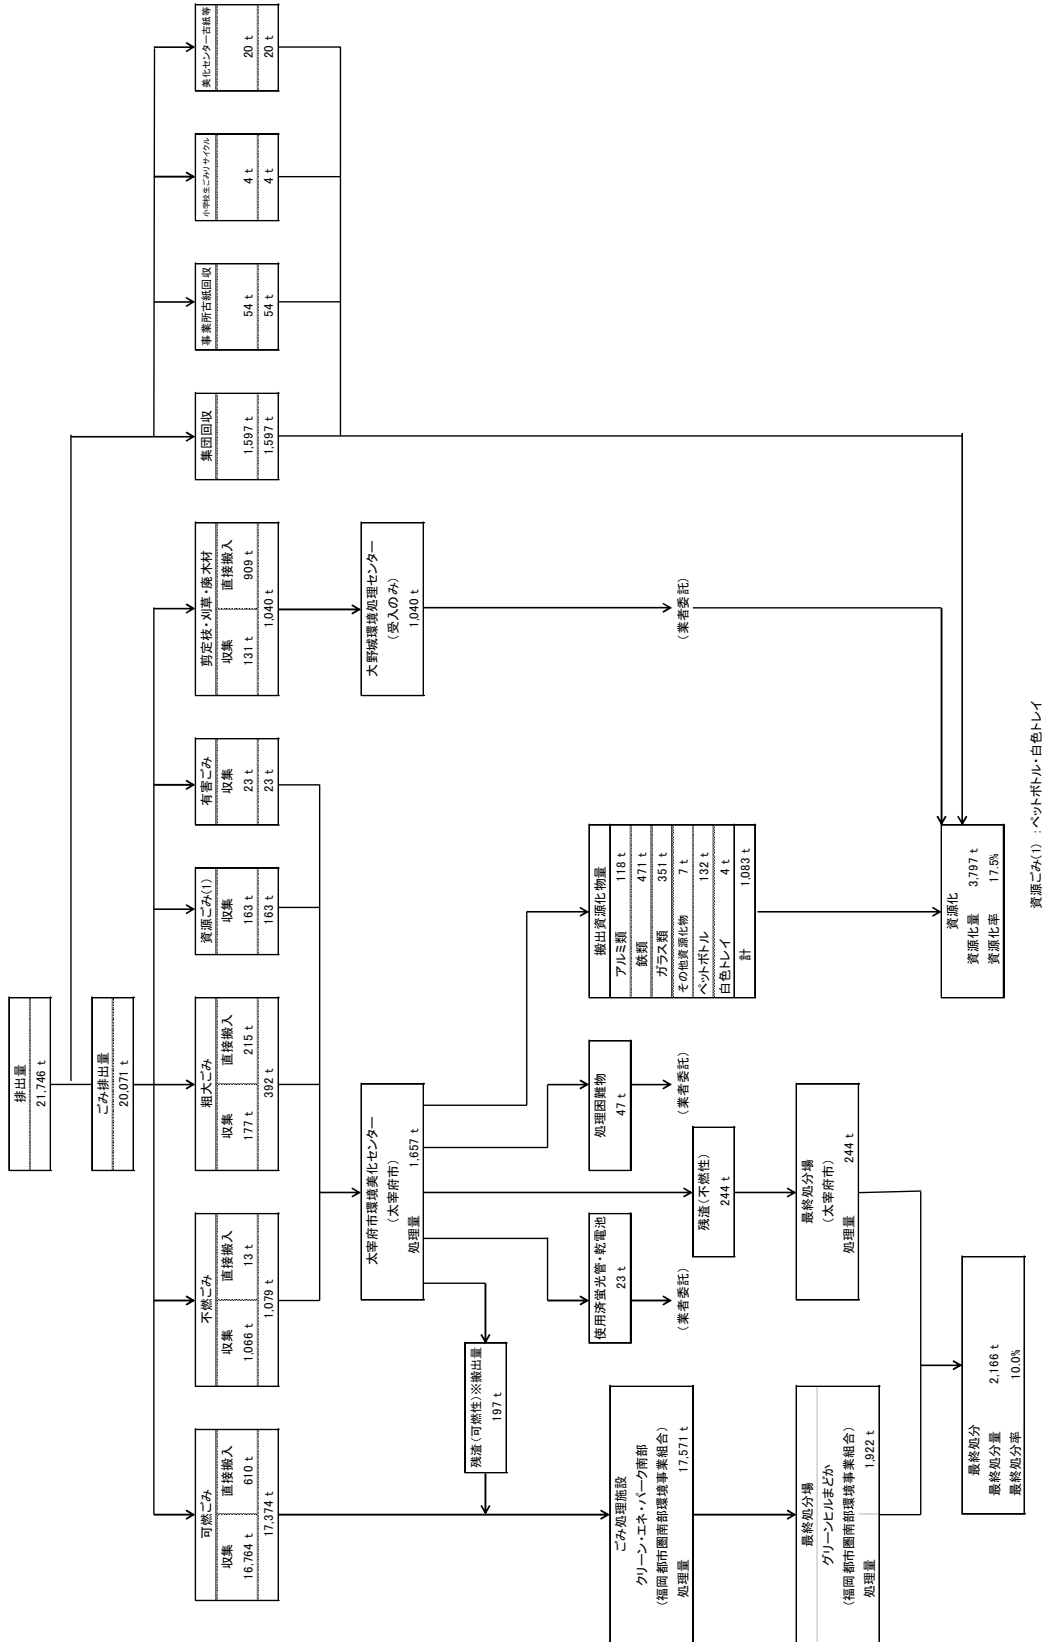 排出量
21,746 t
ごみ排出量
20,071 t
可燃ごみ
収集 直接搬入
16,764 t 610 t
17,374 t
不燃ごみ
収集 直接搬入
1,066 t 13 t
1,079 t
粗大ごみ
収集 直接搬入
177 t 215 t
392 t
資源ごみ(1)
収集
163 t
163 t
有害ごみ
収集
23 t
23 t
剪定枝・刈草・廃木材
収集 直接搬入
131 t 909 t
1,040 t
集団回収
1,597 t
1,597 t
事業所古紙回収
54 t
54 t
小学校生ごみリサイクル
4 t
4 t
美化センター古紙等
20 t
20 t
太宰府市環境美化センター
(太宰府市)
処理量 1,657 t
大野城環境処理センター
(受入のみ)
1,040 t
残渣(可燃性)※搬出量
197 t
使用済蛍光管・乾電池
23 t
(業者委託)
処理困難物
47 t
(業者委託)
搬出資源化物量
アルミ類 118 t
鉄類 471 t
ガラス類 351 t
その他資源化物 7 t
ペットボトル 132 t
白色トレイ 4 t
計 1,083 t
(業者委託)
ごみ処理施設
クリーン・エネ・パーク南部
(福岡都市圏南部環境事業組合)
処理量 17,571 t
残渣(不燃性)
244 t
最終処分場
グリーンヒルまどか
(福岡都市圏南部環境事業組合)
処理量 1,922 t
最終処分場
(太宰府市)
処理量 244 t
資源化
資源化量 3,797 t
資源化率 17.5%
最終処分
最終処分量 2,166 t
最終処分率 10.0%
資源ごみ(1) :ペットボトル・白色トレイ